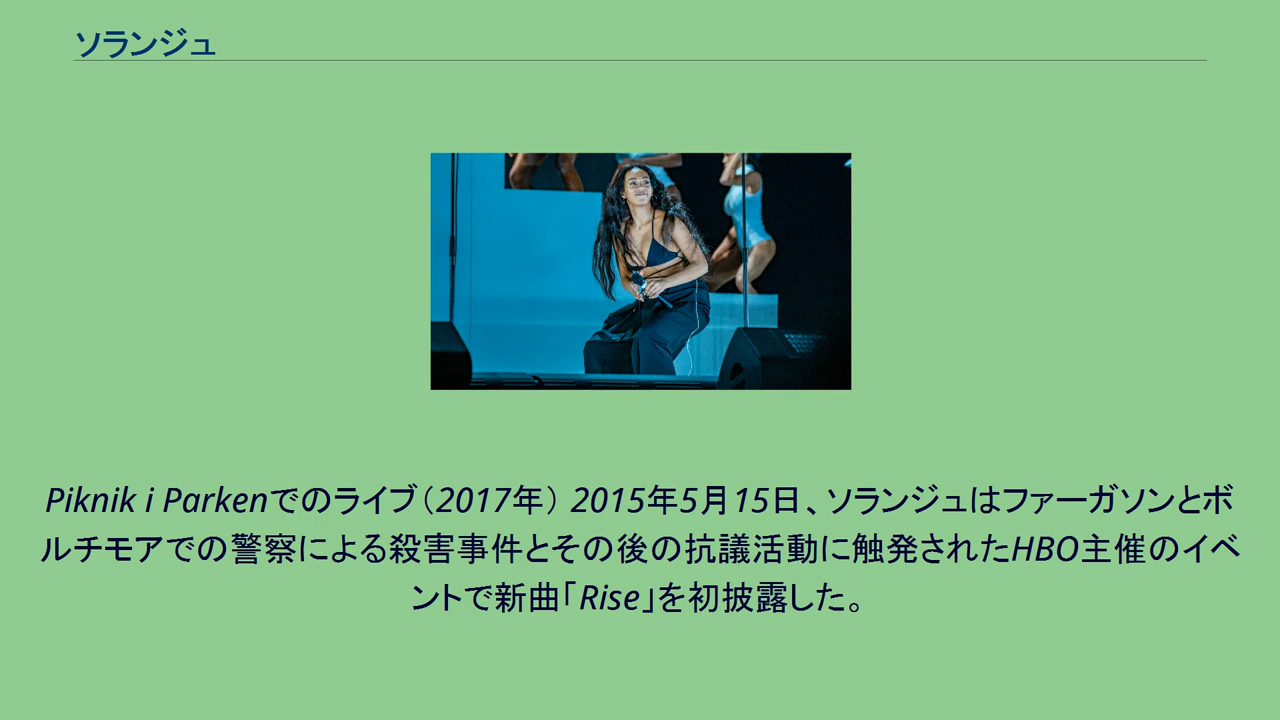 ソランジュ
Piknik i Parkenでのライブ（2017年） 2015年5月15日、ソランジュはファーガソンとボ
ルチモアでの警察による殺害事件とその後の抗議活動に触発されたHBO主催のイベ
ントで新曲「Rise」を初披露した。